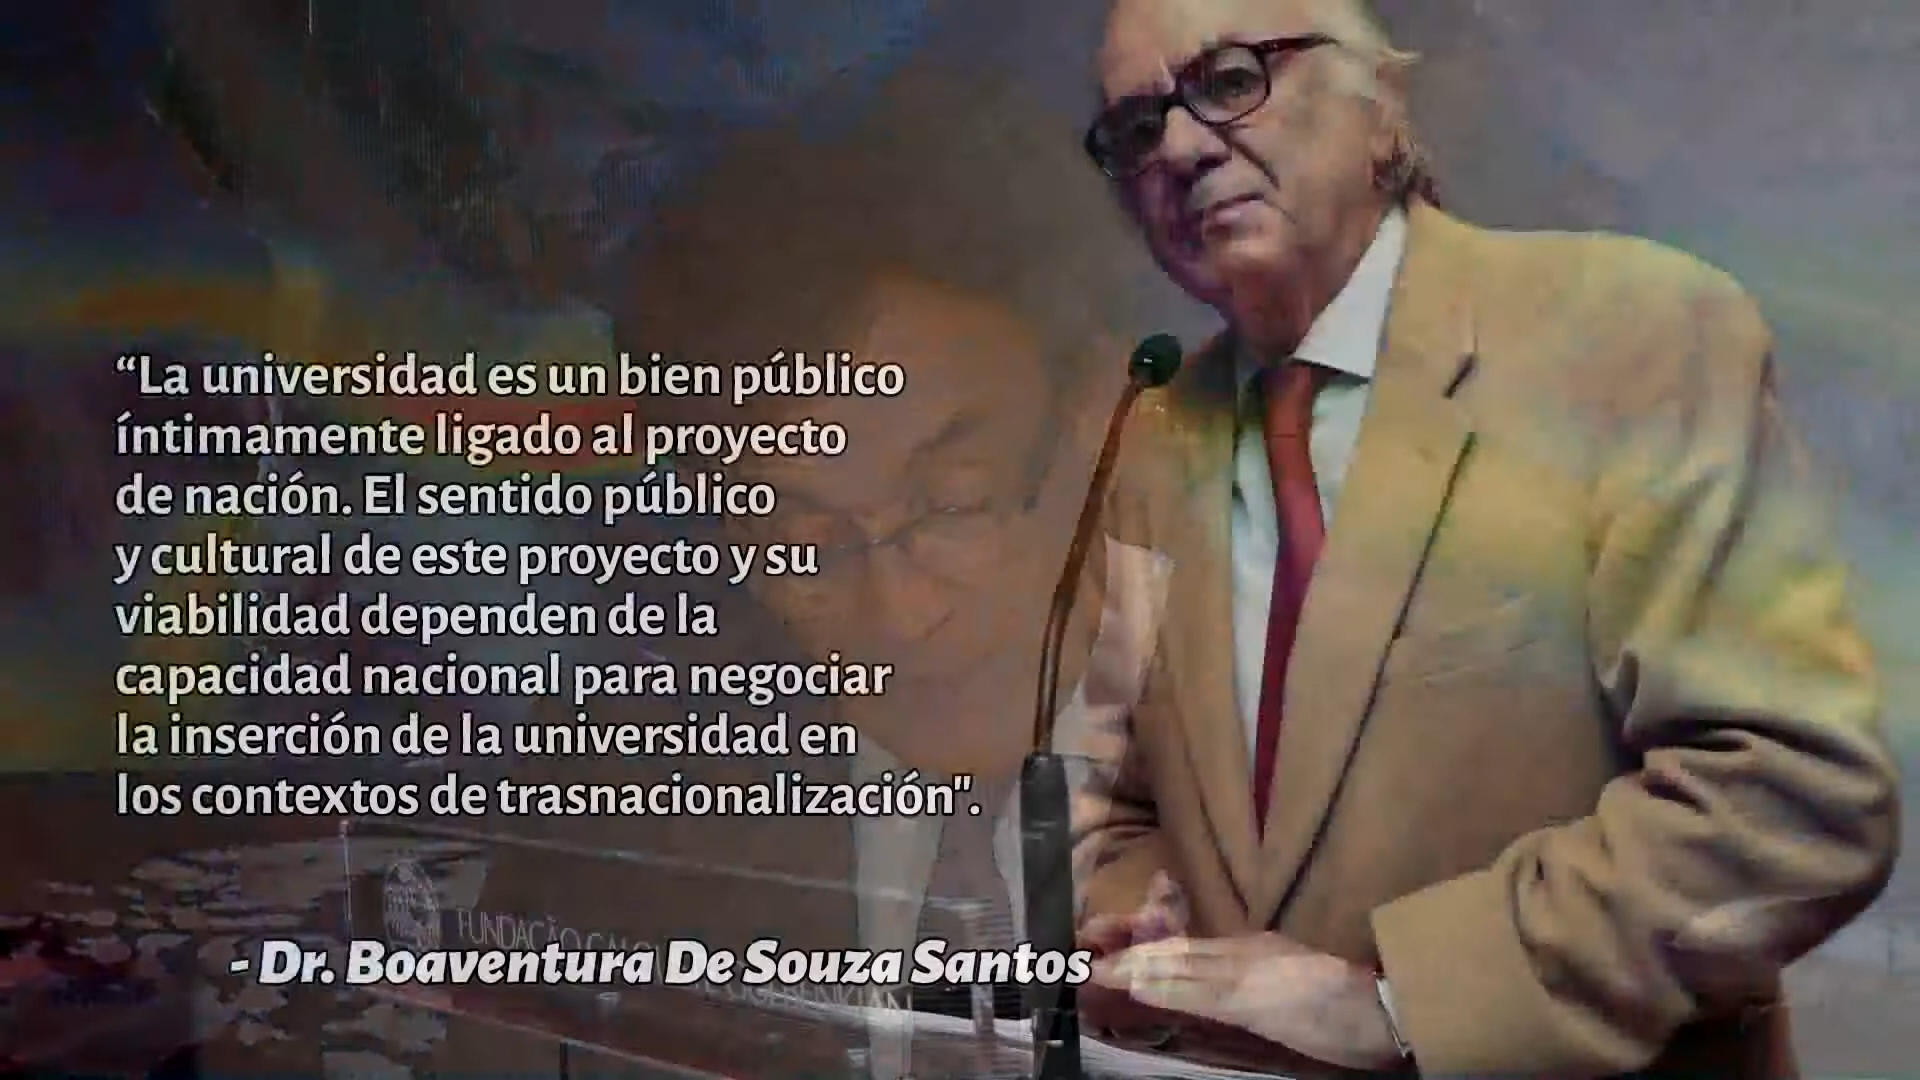 “La universidad es un bien público
íntimamente ligado al proyecto
de nación. El sentido público
y cultural de este proyecto y su
viabilidad dependen de la
capacidad nacional para negociar
la inserción de la universidad en
los contextos de trasnacionalización".
FUNDAÇÃO
- Dr. Boaventura De Souza Santos